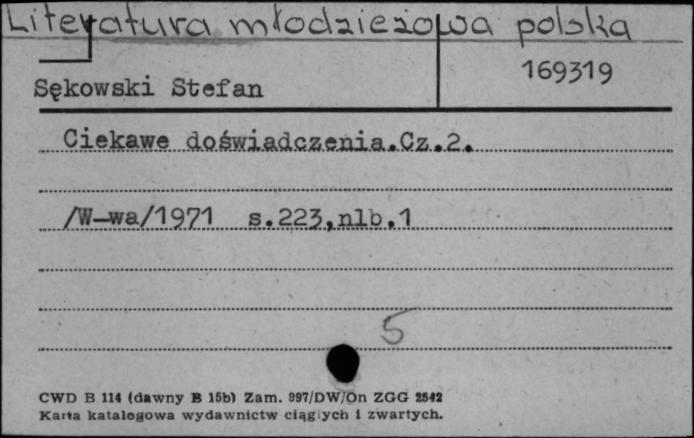 Literatura młodzieżowa polska
169319
Sękowski Stefan
Ciekawe doświadczenia.Cz.2.
/W-wa/1971 s.223,nlb.1
5
CWD B 114 (dawny B 15b) Zam. 997/DW/On ZGG 2542
Karta katalogowa wydawnictw ciągłych i zwartych.